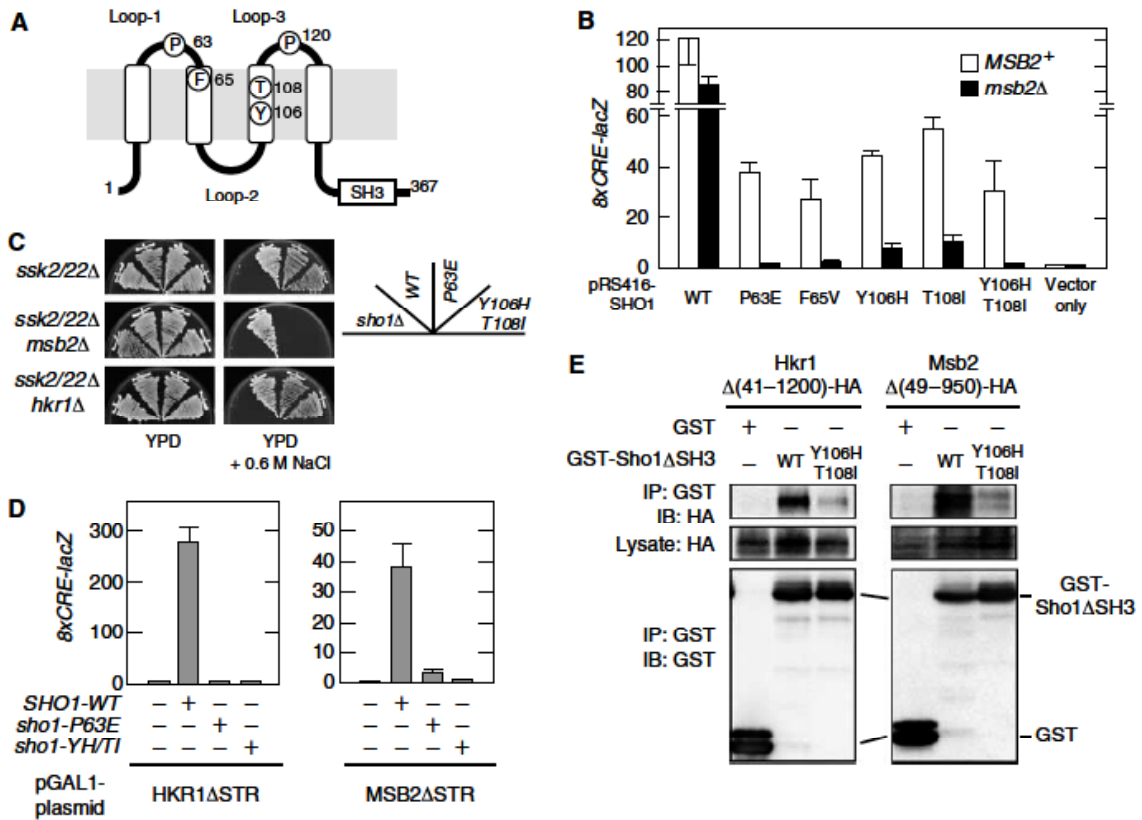 A
Loop-1
Loop-3
P 63
P 120
F 65
T 108
Y 106
1
Loop-2
SH3
367
B
8xCRE-lacZ
120
100
80
60
40
20
0
MSB2+
msb2Δ
pRS416-
SHO1
WT
P63E
F65V
Y106H
T108I
Y106H
T108I
Vector
only
C
ssk2/22Δ
ssk2/22Δ
msb2Δ
ssk2/22Δ
hkr1Δ
YPD
YPD
+ 0.6 M NaCl
sho1Δ
WT
P63E
Y106H
T108I
D
8xCRE-lacZ
300
200
300
0
50
40
30
20
10
0
SHO1-WT – + – – – + – –
sho1-P63E – – + – – – + –
sho1-YH/TI – – – + – – – +
pGAL1-
plasmid
HKR1ΔSTR
MSB2ΔSTR
E
Hkr1
Δ(41–1200)-HA
Msb2
Δ(49–950)-HA
GST + – – + – –
GST-Sho1ΔSH3 – WT Y106H
T108I
– WT Y106H
T108I
IP: GST
IB: HA
Lysate: HA
IP: GST
IB: GST
GST-
Sho1ΔSH3
GST